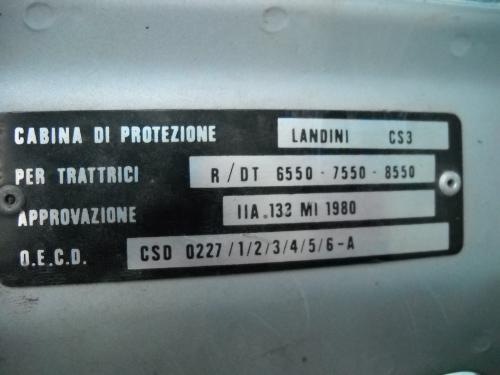 CABINA DI PROTEZIONE LANDINI CS3
PER TRATTRICI R/DT 6550-7550-8550
APPROVAZIONE IIA.133 MI 1980
O.E.C.D. CSD 0227/1/2/3/4/5/6-A